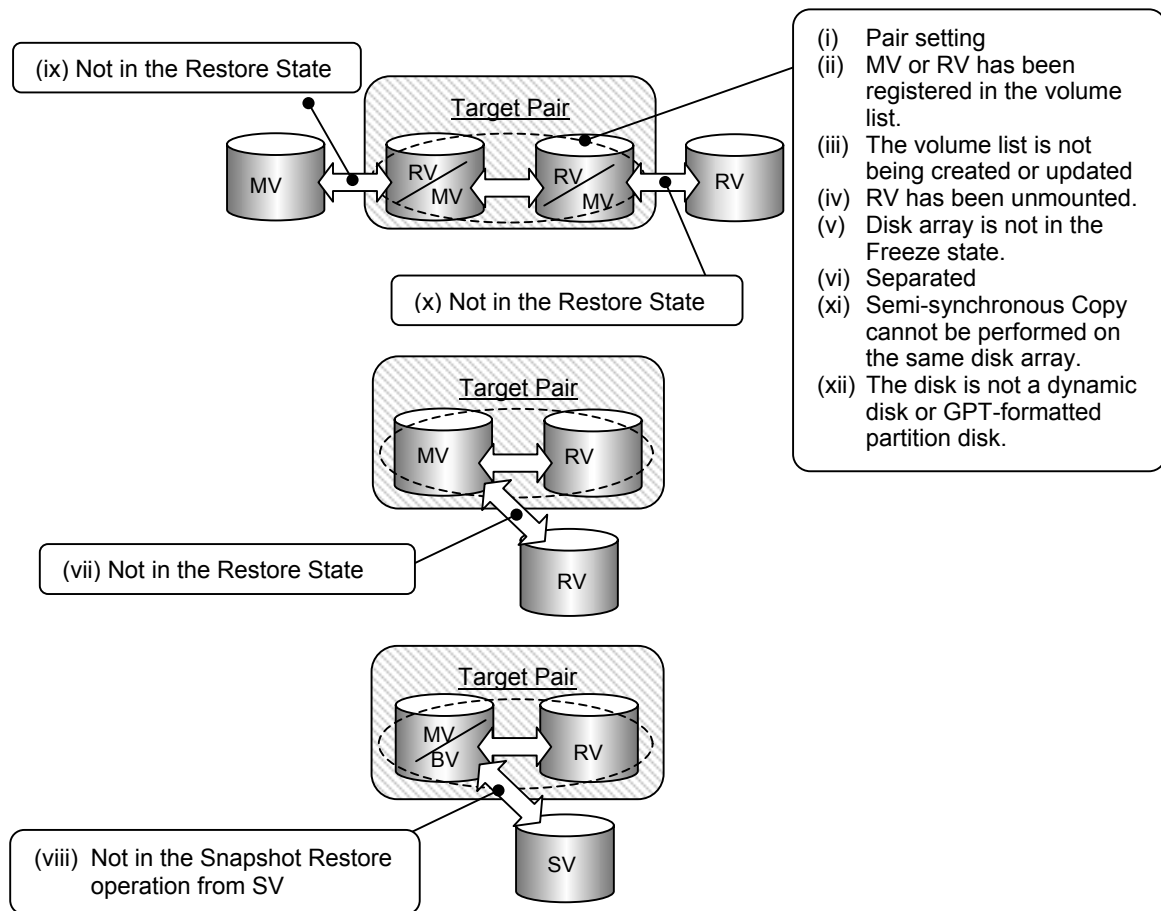 (ix) Not in the Restore State
Target Pair
MV
RV
MV
RV
MV
RV
(x) Not in the Restore State
(i) Pair setting
(ii) MV or RV has been
registered in the volume
list.
(iii) The volume list is not
being created or updated
(iv) RV has been unmounted.
(v) Disk array is not in the
Freeze state.
(vi) Separated
(xi) Semi-synchronous Copy
cannot be performed on
the same disk array.
(xii) The disk is not a dynamic
disk or GPT-formatted
partition disk.
Target Pair
MV
RV
(vii) Not in the Restore State
RV
Target Pair
MV
BV
RV
(viii) Not in the Snapshot Restore
operation from SV
SV